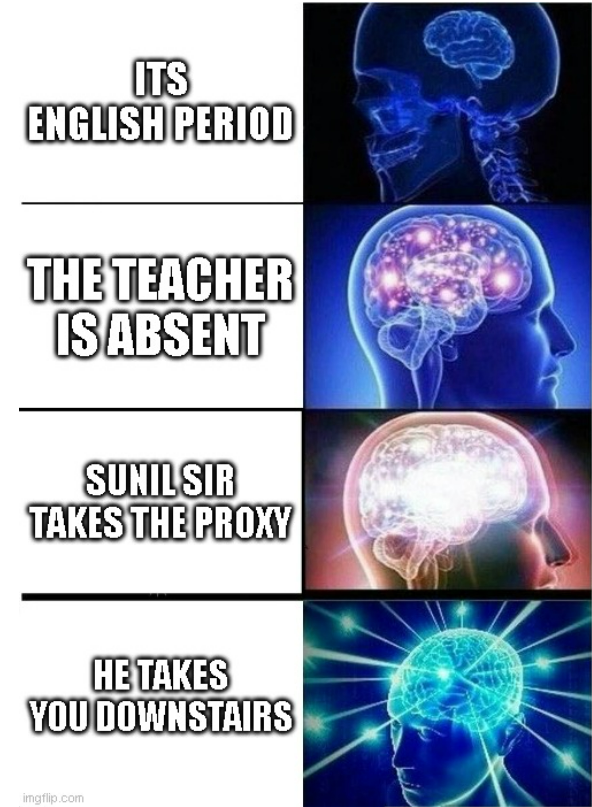 ITS
ENGLISH PERIOD
THE TEACHER
IS ABSENT
SUNIL SIR
TAKES THE PROXY
HE TAKES
YOU DOWNSTAIRS
imgflip.com